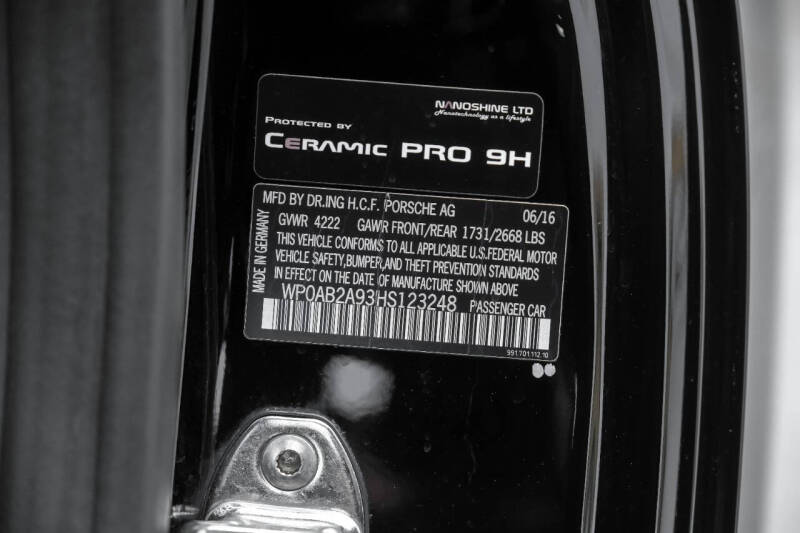 NANOSHINE LTD
Nanotechnology as a lifestyle
PROTECTED BY
CERAMIC PRO 9H
MFD BY DR.ING H.C.F. PORSCHE AG 06/16
GVWR 4222 GAWR FRONT/REAR 1731/2668 LBS
THIS VEHICLE CONFORMS TO ALL APPLICABLE U.S.FEDERAL MOTOR
VEHICLE SAFETY,BUMPER,AND THEFT PREVENTION STANDARDS
IN EFFECT ON THE DATE OF MANUFACTURE SHOWN ABOVE
WP0AB2A93HS123248 PASSENGER CAR
991.701.112.10
MADE IN GERMANY